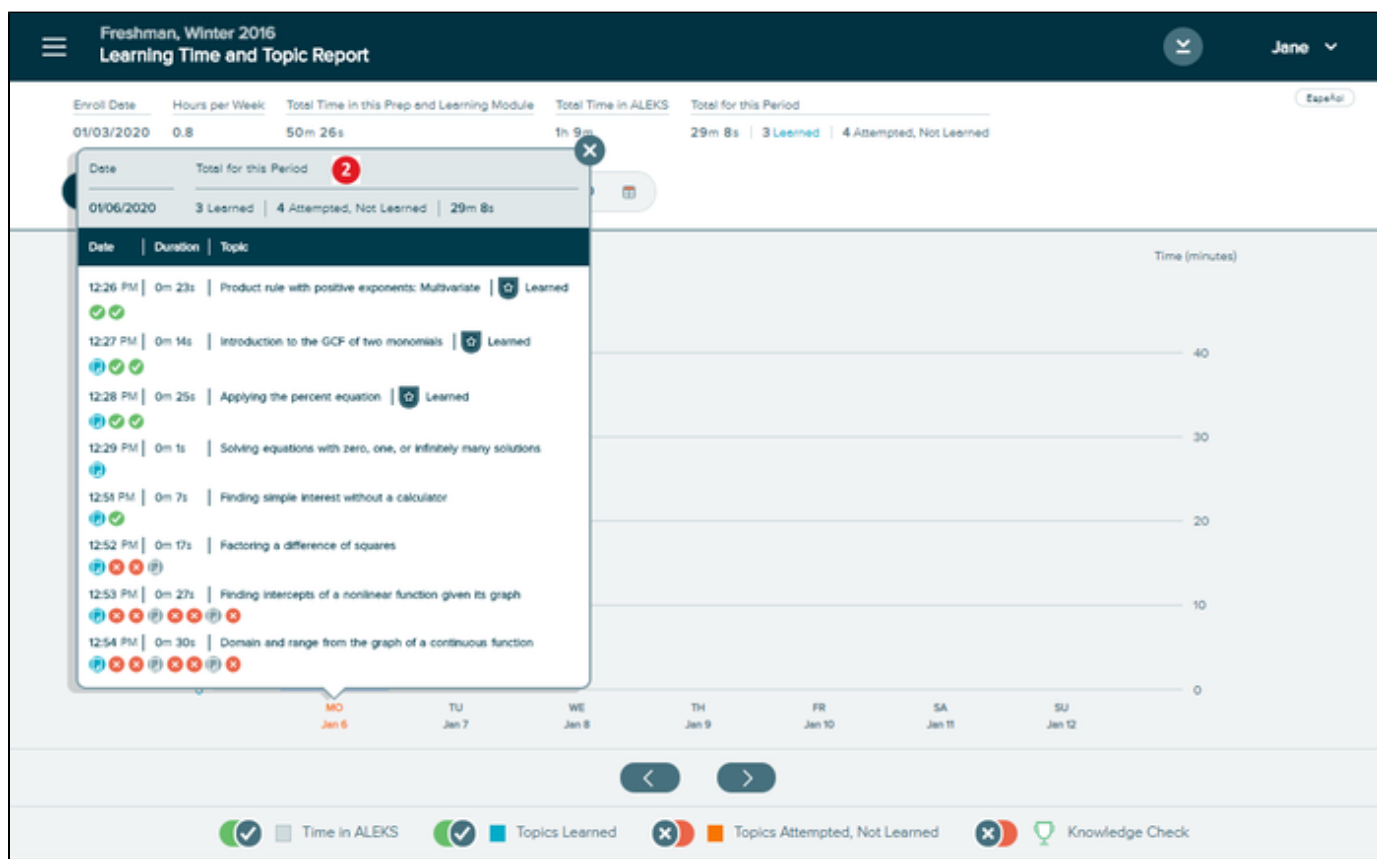 Freshman, Winter 2016
Learning Time and Topic Report
Jane
Enroll Date Hours per Week Total Time in this Prep and Learning Module Total Time in ALEKS Total for this Period
Español
01/03/2020 0.8 50m 26s 1h 9m 29m 8s | 3 Learned | 4 Attempted, Not Learned
Date Total for this Period 2
01/06/2020 3 Learned | 4 Attempted, Not Learned | 29m 8s
Date | Duration | Topic
Time (minutes)
12:26 PM | 0m 23s | Product rule with positive exponents: Multivariate | Learned
12:27 PM | 0m 14s | Introduction to the GCF of two monomials | Learned
40
P
12:28 PM | 0m 25s | Applying the percent equation | Learned
P
12:29 PM | 0m 1s | Solving equations with zero, one, or infinitely many solutions
30
P
12:51 PM | 0m 7s | Finding simple interest without a calculator
P
20
12:52 PM | 0m 17s | Factoring a difference of squares
P P
12:53 PM | 0m 27s | Finding intercepts of a nonlinear function given its graph
10
P P P
12:54 PM | 0m 30s | Domain and range from the graph of a continuous function
P P P
0 0
MO TU WE TH FR SA SU
Jan 6 Jan 7 Jan 8 Jan 9 Jan 10 Jan 11 Jan 12
Time in ALEKS Topics Learned Topics Attempted, Not Learned Knowledge Check